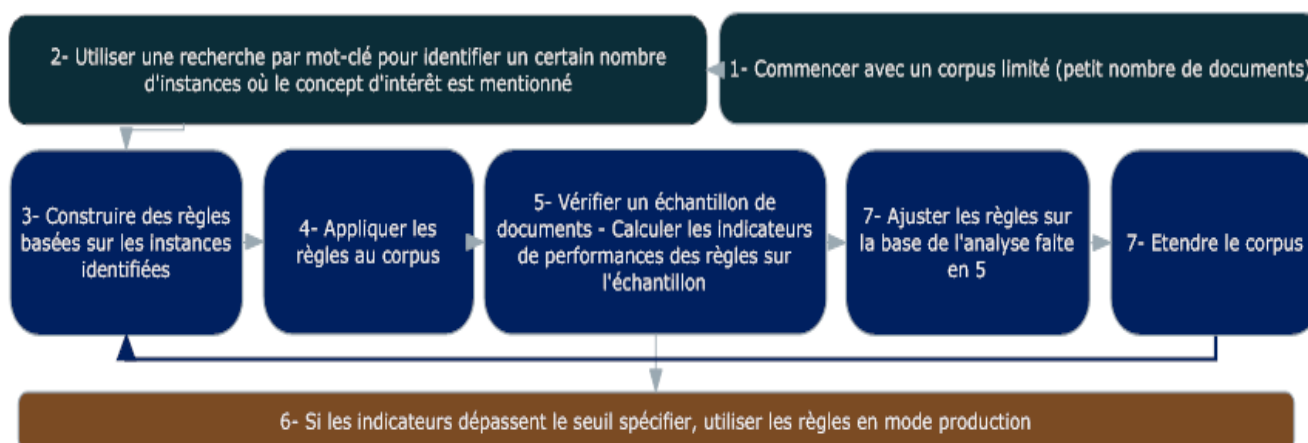 2- Utiliser une recherche par mot-clé pour identifier un certain nombre
d'instances où le concept d'intérêt est mentionné
1- Commencer avec un corpus limité (petit nombre de documents)
3- Construire des règles
basées sur les instances
identifiées
4- Appliquer les
règles au corpus
5- Vérifier un échantillon de
documents - Calculer les indicateurs
de performances des règles sur
l'échantillon
7- Ajuster les règles sur
la base de l'analyse faite
en 5
7- Etendre le corpus
6- Si les indicateurs dépassent le seuil spécifier, utiliser les règles en mode production